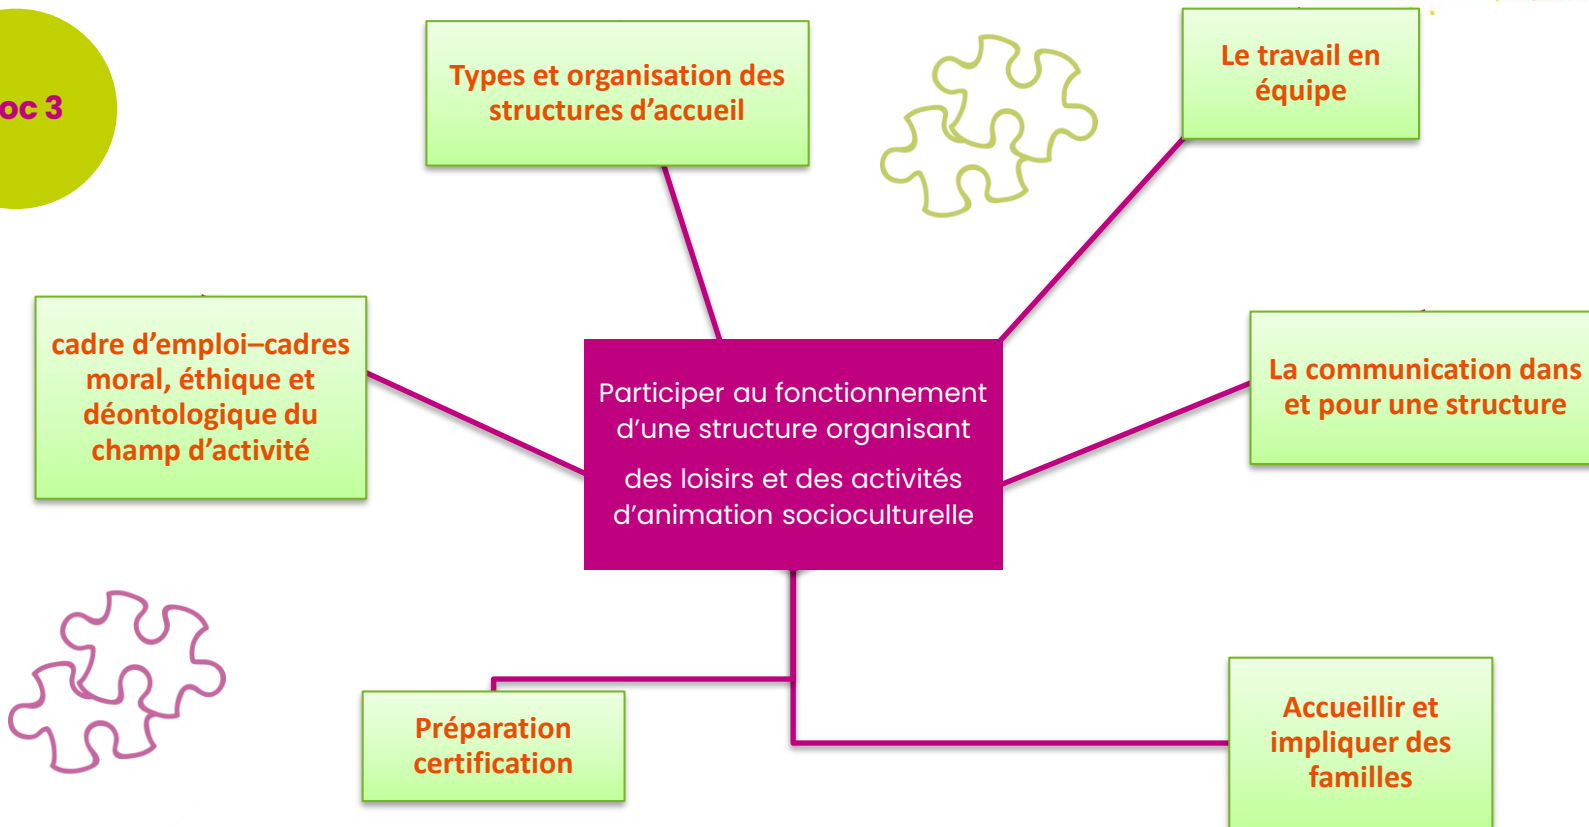 oc 3
Types et organisation des
structures d’accueil
Le travail en
équipe
cadre d’emploi–cadres
moral, éthique et
déontologique du
champ d’activité
Participer au fonctionnement
d’une structure organisant
des loisirs et des activités
d’animation socioculturelle
La communication dans
et pour une structure
Préparation
certification
Accueillir et
impliquer des
familles